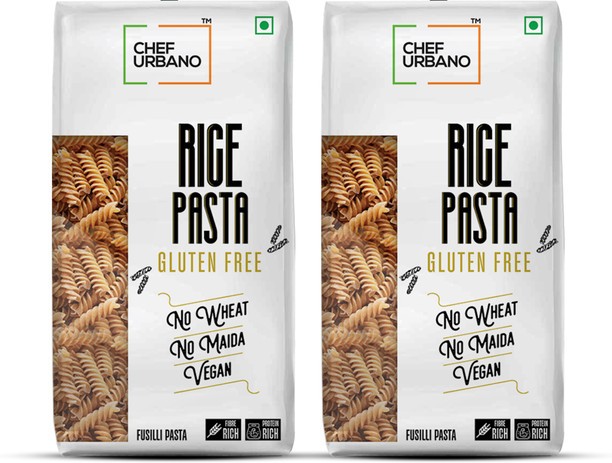 CHEF
URBANO
TM
RICE
PASTA
GLUTEN FREE
No Wheat
No Maida
Vegan
FUSILLI PASTA
FIBRE
RICH
PROTEIN
RICH
CHEF
URBANO
TM
RICE
PASTA
GLUTEN FREE
No Wheat
No Maida
Vegan
FUSILLI PASTA
FIBRE
RICH
PROTEIN
RICH